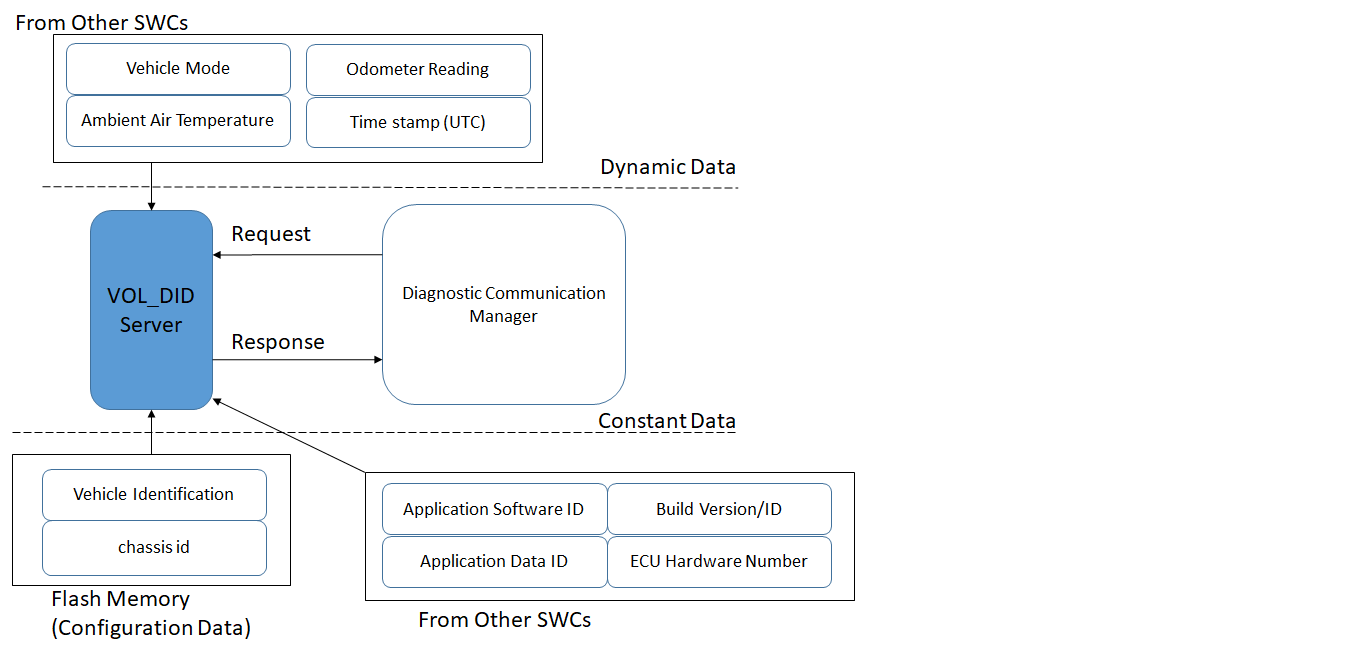 From Other SWCs
Vehicle Mode
Odometer Reading
Ambient Air Temperature
Time stamp (UTC)
Dynamic Data
Request
VOL_DID
Server
Diagnostic Communication
Manager
Response
Constant Data
Vehicle Identification
chassis id
Application Software ID
Build Version/ID
Application Data ID
ECU Hardware Number
Flash Memory
(Configuration Data)
From Other SWCs